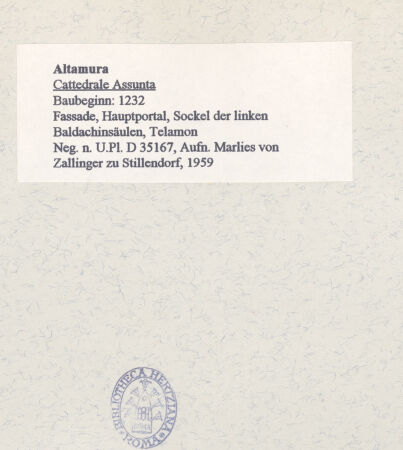 Altamura
Cattedrale Assunta
Baubeginn: 1232
Fassade, Hauptportal, Sockel der linken
Baldachinsäulen, Telamon
Neg. n. U.Pl. D 35167, Aufn. Marlies von
Zallinger zu Stillendorf, 1959
BIBLIOTHECA HERTZIANA
ROMA